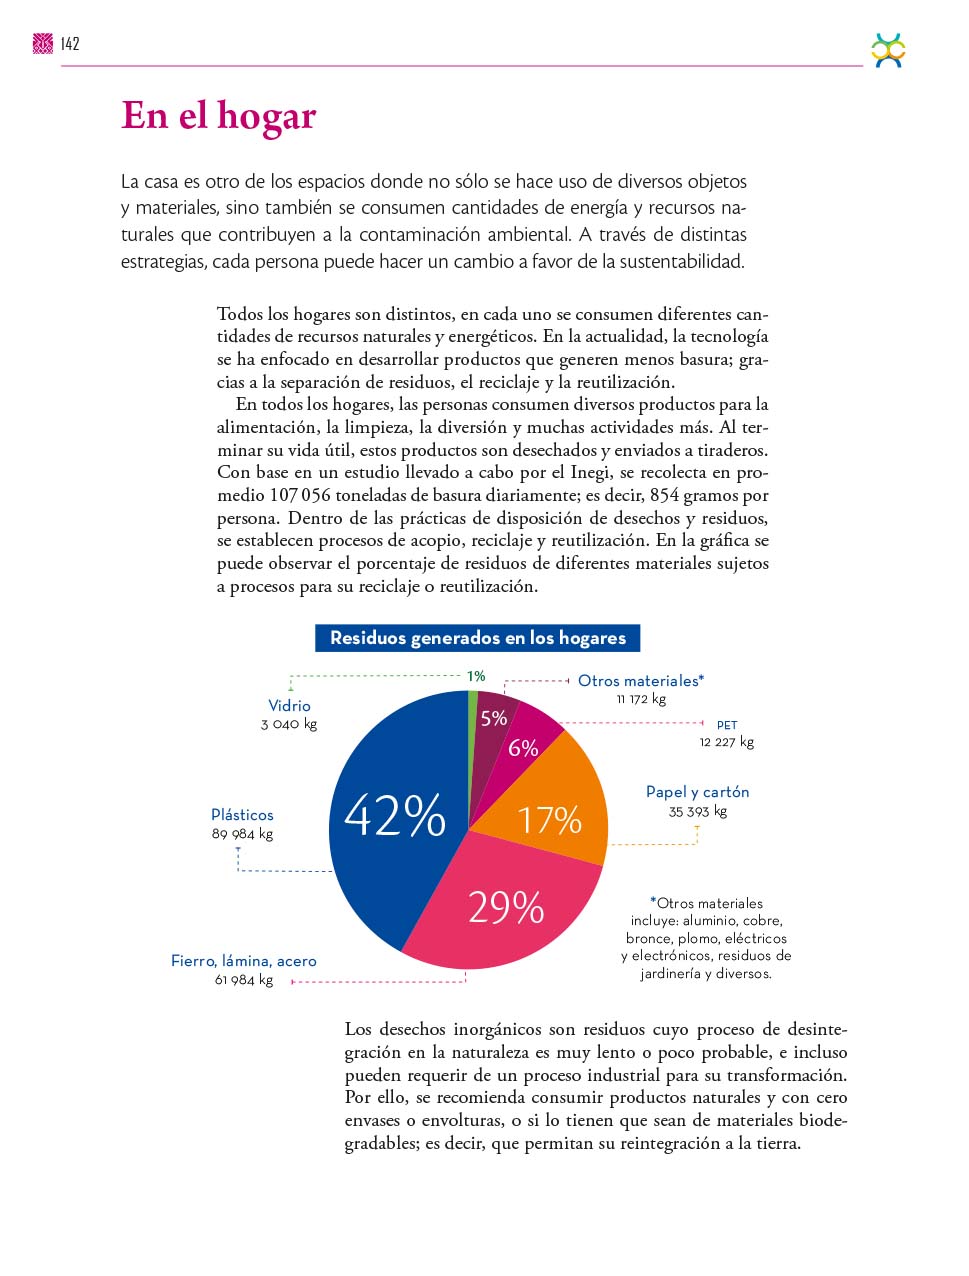 142
En el hogar
La casa es otro de los espacios donde no sólo se hace uso de diversos objetos
y materiales, sino también se consumen cantidades de energía y recursos na-
turales que contribuyen a la contaminación ambiental. A través de distintas
estrategias, cada persona puede hacer un cambio a favor de la sustentabilidad.
Todos los hogares son distintos, en cada uno se consumen diferentes can-
tidades de recursos naturales y energéticos. En la actualidad, la tecnología
se ha enfocado en desarrollar productos que generen menos basura; gra-
cias a la separación de residuos, el reciclaje y la reutilización.
En todos los hogares, las personas consumen diversos productos para la
alimentación, la limpieza, la diversión y muchas actividades más. Al ter-
minar su vida útil, estos productos son desechados y enviados a tiraderos.
Con base en un estudio llevado a cabo por el Inegi, se recolecta en pro-
medio 107 056 toneladas de basura diariamente; es decir, 854 gramos por
persona. Dentro de las prácticas de disposición de desechos y residuos,
se establecen procesos de acopio, reciclaje y reutilización. En la gráfica se
puede observar el porcentaje de residuos de diferentes materiales sujetos
a procesos para su reciclaje o reutilización.
Residuos generados en los hogares
1%
Otros materiales*
11 172 kg
Vidrio
3 040 kg
5%
PET
12 227 kg
6%
Papel y cartón
35 393 kg
Plásticos
89 984 kg
42%
17%
29%
*Otros materiales
incluye: aluminio, cobre,
bronce, plomo, eléctricos
y electrónicos, residuos de
jardinería y diversos.
Fierro, lámina, acero
61 984 kg
Los desechos inorgánicos son residuos cuyo proceso de desinte-
gración en la naturaleza es muy lento o poco probable, e incluso
pueden requerir de un proceso industrial para su transformación.
Por ello, se recomienda consumir productos naturales y con cero
envases o envolturas, o si lo tienen que sean de materiales biode-
gradables; es decir, que permitan su reintegración a la tierra.